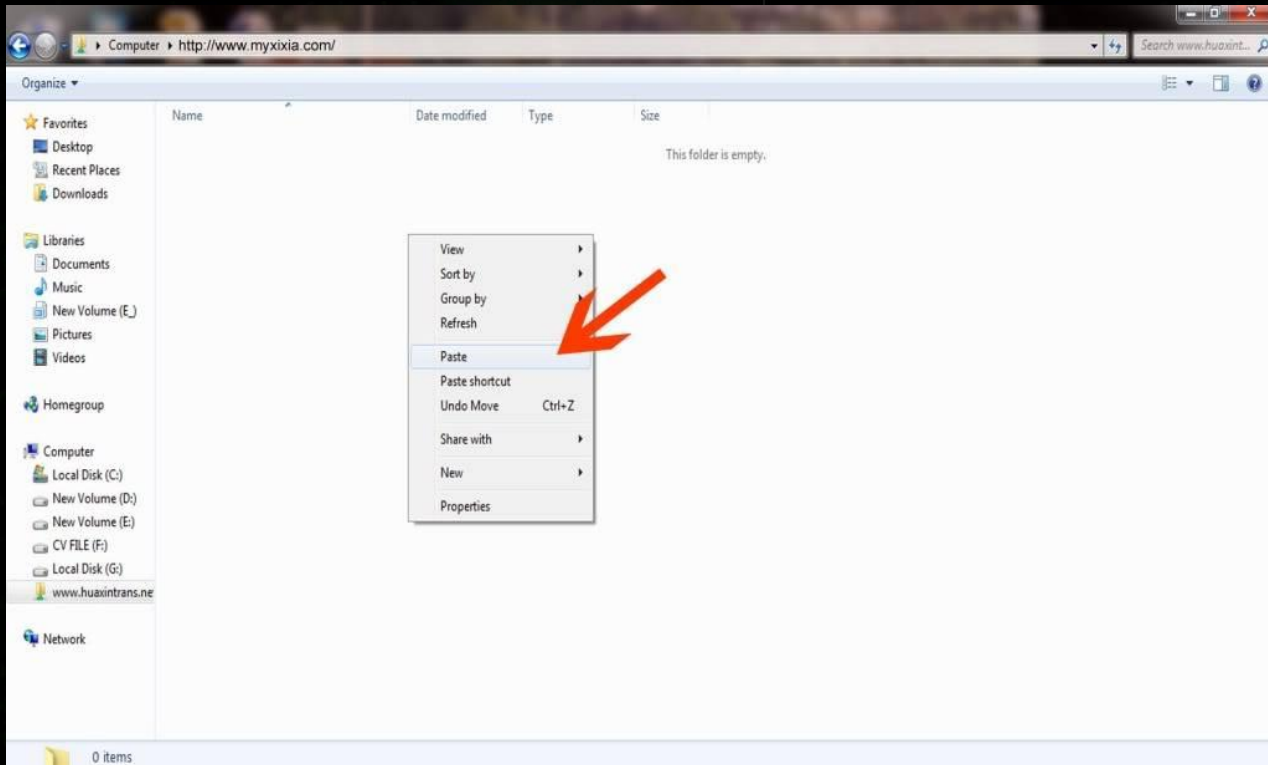 Computer ▸ http://www.myxixia.com/
Search www.huaxint...
Organize
Name Date modified Type Size
This folder is empty.
Favorites
Desktop
Recent Places
Downloads
Libraries
Documents
Music
New Volume (E_)
Pictures
Videos
Homegroup
Computer
Local Disk (C:)
New Volume (D:)
New Volume (E:)
CV FILE (F:)
Local Disk (G:)
www.huaxintrans.ne
Network
View
Sort by
Group by
Refresh
Paste
Paste shortcut
Undo Move Ctrl+Z
Share with
New
Properties
0 items